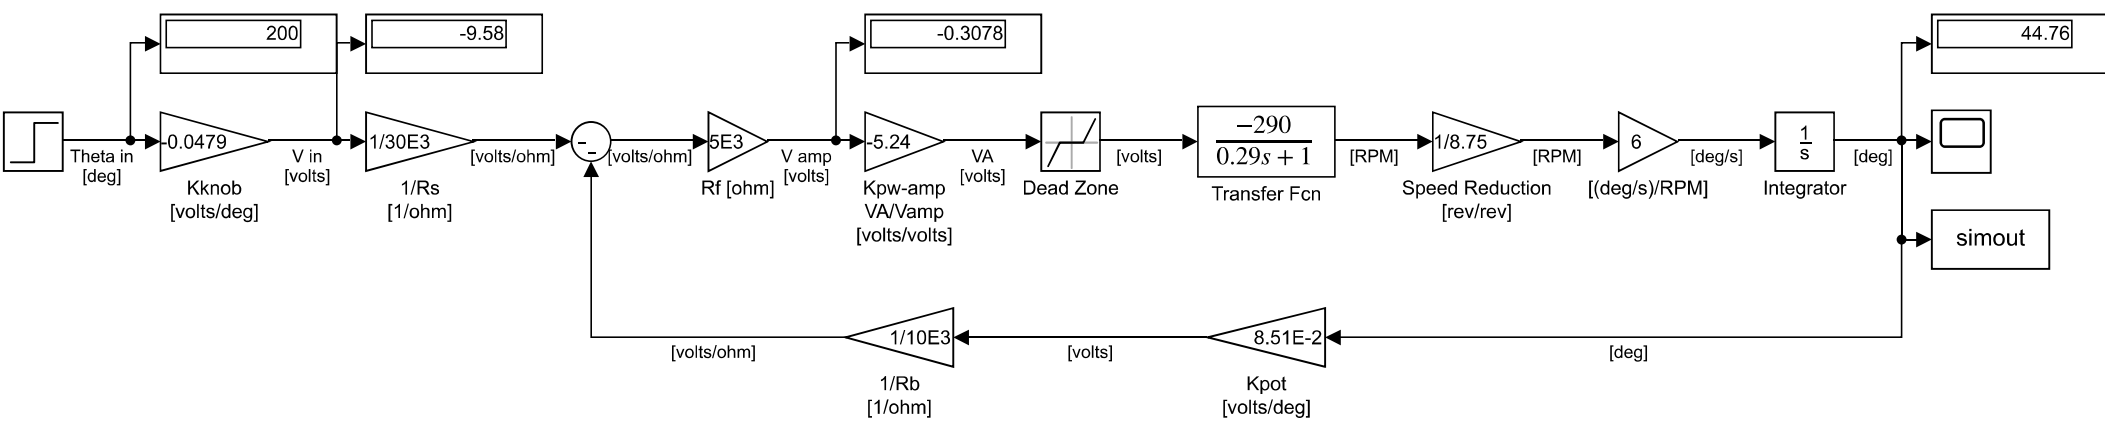 200
-9.58
-0.3078
44.76
-0.0479
1/30E3
-
-
5E3
-5.24
-290
0.29s + 1
1/8.75
6
1
s
Theta in
[deg]
V in
[volts]
[volts/ohm]
[volts/ohm]
V amp
[volts]
VA
[volts]
[volts]
[RPM]
[RPM]
[deg/s]
[deg]
Kknob
[volts/deg]
1/Rs
[1/ohm]
Rf [ohm]
Kpw-amp
VA/Vamp
[volts/volts]
Dead Zone
Transfer Fcn
Speed Reduction
[rev/rev]
[(deg/s)/RPM]
Integrator
simout
1/10E3
8.51E-2
[volts/ohm]
[volts]
[deg]
1/Rb
[1/ohm]
Kpot
[volts/deg]